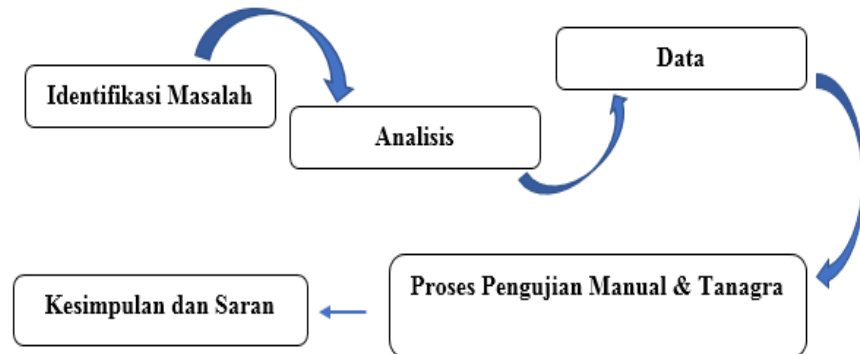 Identifikasi Masalah
Analisis
Data
Proses Pengujian Manual & Tanagra
Kesimpulan dan Saran